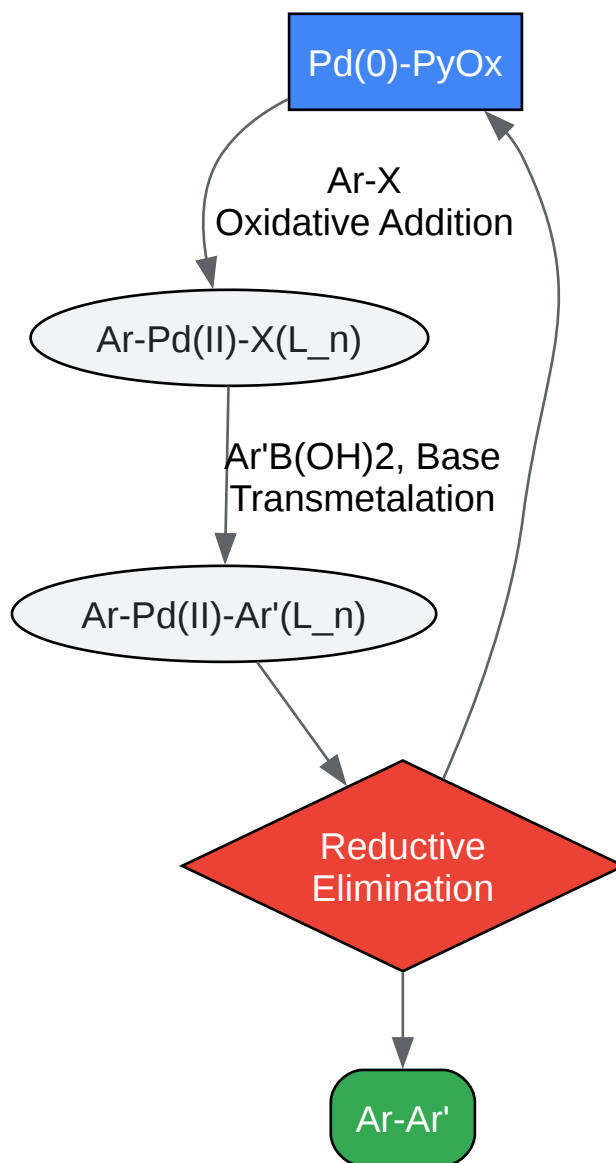 Pd(0)-PyOx
Ar-X
Oxidative Addition
Ar-Pd(II)-X(L_n)
Ar'B(OH)2, Base
Transmetalation
Ar-Pd(II)-Ar'(L_n)
Reductive
Elimination
Ar-Ar'